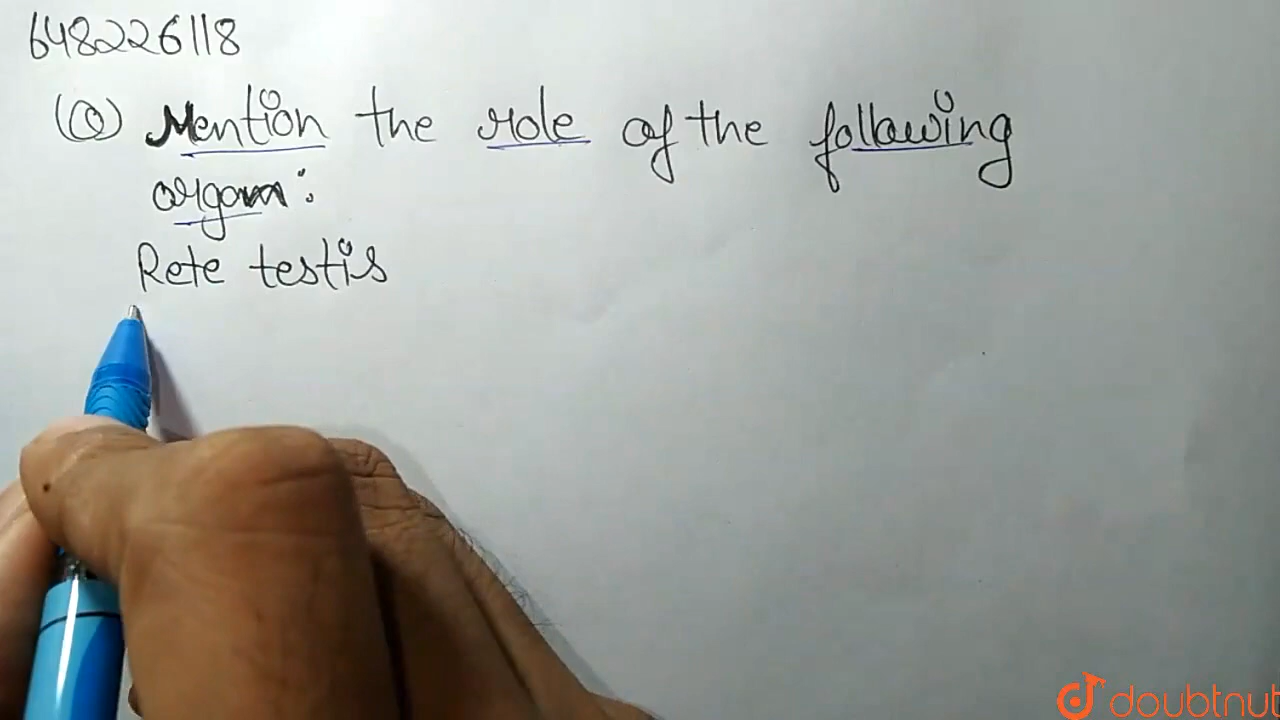 648226118
(Q) Mention the role of the following
organ:
Rete testis
doubtnut